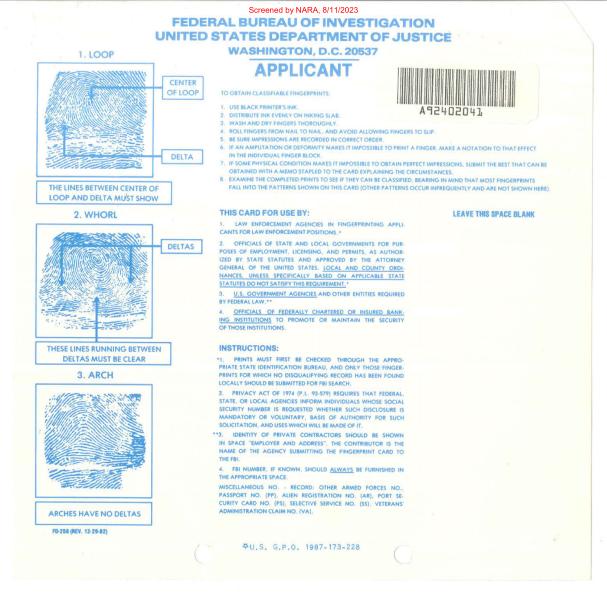 Screened by NARA, 8/11/2023
FEDERAL BUREAU OF INVESTIGATION
UNITED STATES DEPARTMENT OF JUSTICE
WASHINGTON, D.C. 20537
APPLICANT
1. LOOP
CENTER
OF LOOP
DELTA
THE LINES BETWEEN CENTER OF
LOOP AND DELTA MUST SHOW
2. WHORL
DELTAS
THESE LINES RUNNING BETWEEN
DELTAS MUST BE CLEAR
3. ARCH
ARCHES HAVE NO DELTAS
FD-258 (REV. 12-29-82)
A92402041
TO OBTAIN CLASSIFIABLE FINGERPRINTS:
1. USE BLACK PRINTER'S INK.
2. DISTRIBUTE INK EVENLY ON INKING SLAB.
3. WASH AND DRY FINGERS THOROUGHLY.
4. ROLL FINGERS FROM NAIL TO NAIL, AND AVOID ALLOWING FINGERS TO SLIP.
5. BE SURE IMPRESSIONS ARE RECORDED IN CORRECT ORDER.
6. IF AN AMPUTATION OR DEFORMITY MAKES IT IMPOSSIBLE TO PRINT A FINGER, MAKE A NOTATION TO THAT EFFECT
IN THE INDIVIDUAL FINGER BLOCK.
7. IF SOME PHYSICAL CONDITION MAKES IT IMPOSSIBLE TO OBTAIN PERFECT IMPRESSIONS, SUBMIT THE BEST THAT CAN BE
OBTAINED WITH A MEMO STAPLED TO THE CARD EXPLAINING THE CIRCUMSTANCES.
8. EXAMINE THE COMPLETED PRINTS TO SEE IF THEY CAN BE CLASSIFIED, BEARING IN MIND THAT MOST FINGERPRINTS
FALL INTO THE PATTERNS SHOWN ON THIS CARD (OTHER PATTERNS OCCUR INFREQUENTLY AND ARE NOT SHOWN HERE).
THIS CARD FOR USE BY:
LEAVE THIS SPACE BLANK
1. LAW ENFORCEMENT AGENCIES IN FINGERPRINTING APPLI-
CANTS FOR LAW ENFORCEMENT POSITIONS.*
2. OFFICIALS OF STATE AND LOCAL GOVERNMENTS FOR PUR-
POSES OF EMPLOYMENT, LICENSING, AND PERMITS, AS AUTHOR-
IZED BY STATE STATUTES AND APPROVED BY THE ATTORNEY
GENERAL OF THE UNITED STATES. LOCAL AND COUNTY ORDI-
NANCES, UNLESS SPECIFICALLY BASED ON APPLICABLE STATE
STATUTES DO NOT SATISFY THIS REQUIREMENT.*
3. U.S. GOVERNMENT AGENCIES AND OTHER ENTITIES REQUIRED
BY FEDERAL LAW.**
4. OFFICIALS OF FEDERALLY CHARTERED OR INSURED BANK-
ING INSTITUTIONS TO PROMOTE OR MAINTAIN THE SECURITY
OF THOSE INSTITUTIONS.
INSTRUCTIONS:
*1. PRINTS MUST FIRST BE CHECKED THROUGH THE APPRO-
PRIATE STATE IDENTIFICATION BUREAU, AND ONLY THOSE FINGER-
PRINTS FOR WHICH NO DISQUALIFYING RECORD HAS BEEN FOUND
LOCALLY SHOULD BE SUBMITTED FOR FBI SEARCH.
2. PRIVACY ACT OF 1974 (P.L. 93-579) REQUIRES THAT FEDERAL,
STATE, OR LOCAL AGENCIES INFORM INDIVIDUALS WHOSE SOCIAL
SECURITY NUMBER IS REQUESTED WHETHER SUCH DISCLOSURE IS
MANDATORY OR VOLUNTARY, BASIS OF AUTHORITY FOR SUCH
SOLICITATION, AND USES WHICH WILL BE MADE OF IT.
**3. IDENTITY OF PRIVATE CONTRACTORS SHOULD BE SHOWN
IN SPACE "EMPLOYER AND ADDRESS". THE CONTRIBUTOR IS THE
NAME OF THE AGENCY SUBMITTING THE FINGERPRINT CARD TO
THE FBI.
4. FBI NUMBER, IF KNOWN, SHOULD ALWAYS BE FURNISHED IN
THE APPROPRIATE SPACE.
MISCELLANEOUS NO. - RECORD: OTHER ARMED FORCES NO.,
PASSPORT NO. (PP), ALIEN REGISTRATION NO. (AR), PORT SE-
CURITY CARD NO. (PS), SELECTIVE SERVICE NO. (SS), VETERANS'
ADMINISTRATION CLAIM NO. (VA).
☆U.S. G.P.O. 1987-173-228